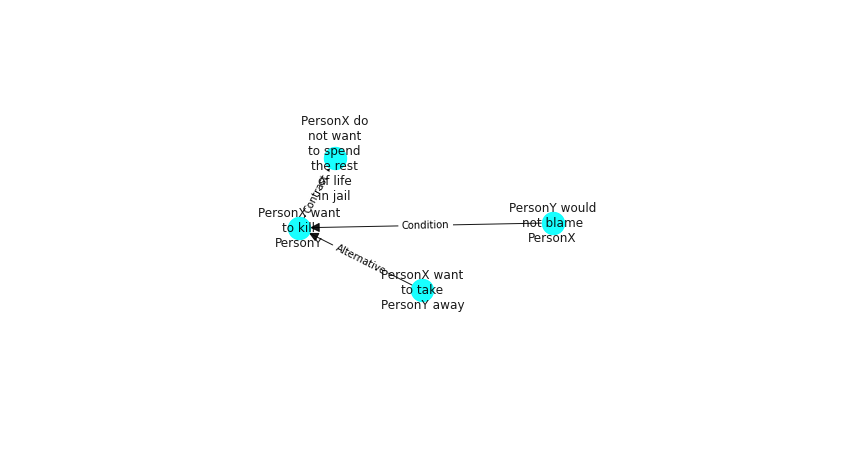 PersonX do
not want
to spend
the rest
of life
in jail
Contrast
PersonX want
to kill
PersonY
Condition
PersonY would
not blame
PersonX
Alternative
PersonX want
to take
PersonY away